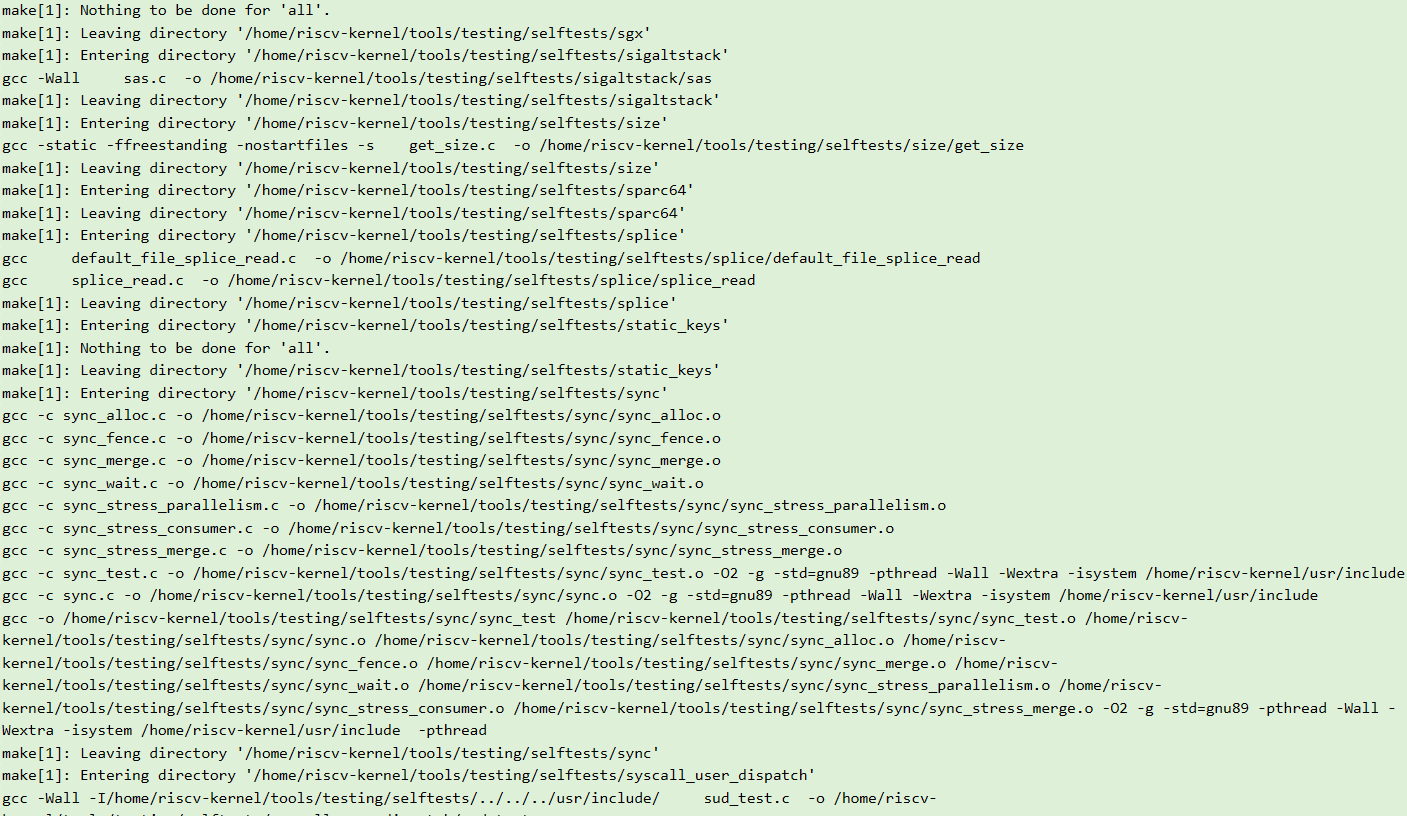 make[1]: Nothing to be done for 'all'.
make[1]: Leaving directory '/home/riscv-kernel/tools/testing/selftests/sgx'
make[1]: Entering directory '/home/riscv-kernel/tools/testing/selftests/sigaltstack'
gcc -Wall     sas.c  -o /home/riscv-kernel/tools/testing/selftests/sigaltstack/sas
make[1]: Leaving directory '/home/riscv-kernel/tools/testing/selftests/sigaltstack'
make[1]: Entering directory '/home/riscv-kernel/tools/testing/selftests/size'
gcc -static -ffreestanding -nostartfiles -s    get_size.c  -o /home/riscv-kernel/tools/testing/selftests/size/get_size
make[1]: Leaving directory '/home/riscv-kernel/tools/testing/selftests/size'
make[1]: Entering directory '/home/riscv-kernel/tools/testing/selftests/sparc64'
make[1]: Leaving directory '/home/riscv-kernel/tools/testing/selftests/sparc64'
make[1]: Entering directory '/home/riscv-kernel/tools/testing/selftests/splice'
gcc     default_file_splice_read.c  -o /home/riscv-kernel/tools/testing/selftests/splice/default_file_splice_read
gcc     splice_read.c  -o /home/riscv-kernel/tools/testing/selftests/splice/splice_read
make[1]: Leaving directory '/home/riscv-kernel/tools/testing/selftests/splice'
make[1]: Entering directory '/home/riscv-kernel/tools/testing/selftests/static_keys'
make[1]: Nothing to be done for 'all'.
make[1]: Leaving directory '/home/riscv-kernel/tools/testing/selftests/static_keys'
make[1]: Entering directory '/home/riscv-kernel/tools/testing/selftests/sync'
gcc -c sync_alloc.c -o /home/riscv-kernel/tools/testing/selftests/sync/sync_alloc.o
gcc -c sync_fence.c -o /home/riscv-kernel/tools/testing/selftests/sync/sync_fence.o
gcc -c sync_merge.c -o /home/riscv-kernel/tools/testing/selftests/sync/sync_merge.o
gcc -c sync_wait.c -o /home/riscv-kernel/tools/testing/selftests/sync/sync_wait.o
gcc -c sync_stress_parallelism.c -o /home/riscv-kernel/tools/testing/selftests/sync/sync_stress_parallelism.o
gcc -c sync_stress_consumer.c -o /home/riscv-kernel/tools/testing/selftests/sync/sync_stress_consumer.o
gcc -c sync_stress_merge.c -o /home/riscv-kernel/tools/testing/selftests/sync/sync_stress_merge.o
gcc -c sync_test.c -o /home/riscv-kernel/tools/testing/selftests/sync/sync_test.o -O2 -g -std=gnu89 -pthread -Wall -Wextra -isystem /home/riscv-kernel/usr/include
gcc -c sync.c -o /home/riscv-kernel/tools/testing/selftests/sync/sync.o -O2 -g -std=gnu89 -pthread -Wall -Wextra -isystem /home/riscv-kernel/usr/include
gcc -o /home/riscv-kernel/tools/testing/selftests/sync/sync_test /home/riscv-kernel/tools/testing/selftests/sync/sync_test.o /home/riscv-
kernel/tools/testing/selftests/sync/sync.o /home/riscv-kernel/tools/testing/selftests/sync/sync_alloc.o /home/riscv-
kernel/tools/testing/selftests/sync/sync_fence.o /home/riscv-kernel/tools/testing/selftests/sync/sync_merge.o /home/riscv-
kernel/tools/testing/selftests/sync/sync_wait.o /home/riscv-kernel/tools/testing/selftests/sync/sync_stress_parallelism.o /home/riscv-
kernel/tools/testing/selftests/sync/sync_stress_consumer.o /home/riscv-kernel/tools/testing/selftests/sync/sync_stress_merge.o -O2 -g -std=gnu89 -pthread -Wall -
Wextra -isystem /home/riscv-kernel/usr/include  -pthread
make[1]: Leaving directory '/home/riscv-kernel/tools/testing/selftests/sync'
make[1]: Entering directory '/home/riscv-kernel/tools/testing/selftests/syscall_user_dispatch'
gcc -Wall -I/home/riscv-kernel/tools/testing/selftests/../../../usr/include/     sud_test.c  -o /home/riscv-